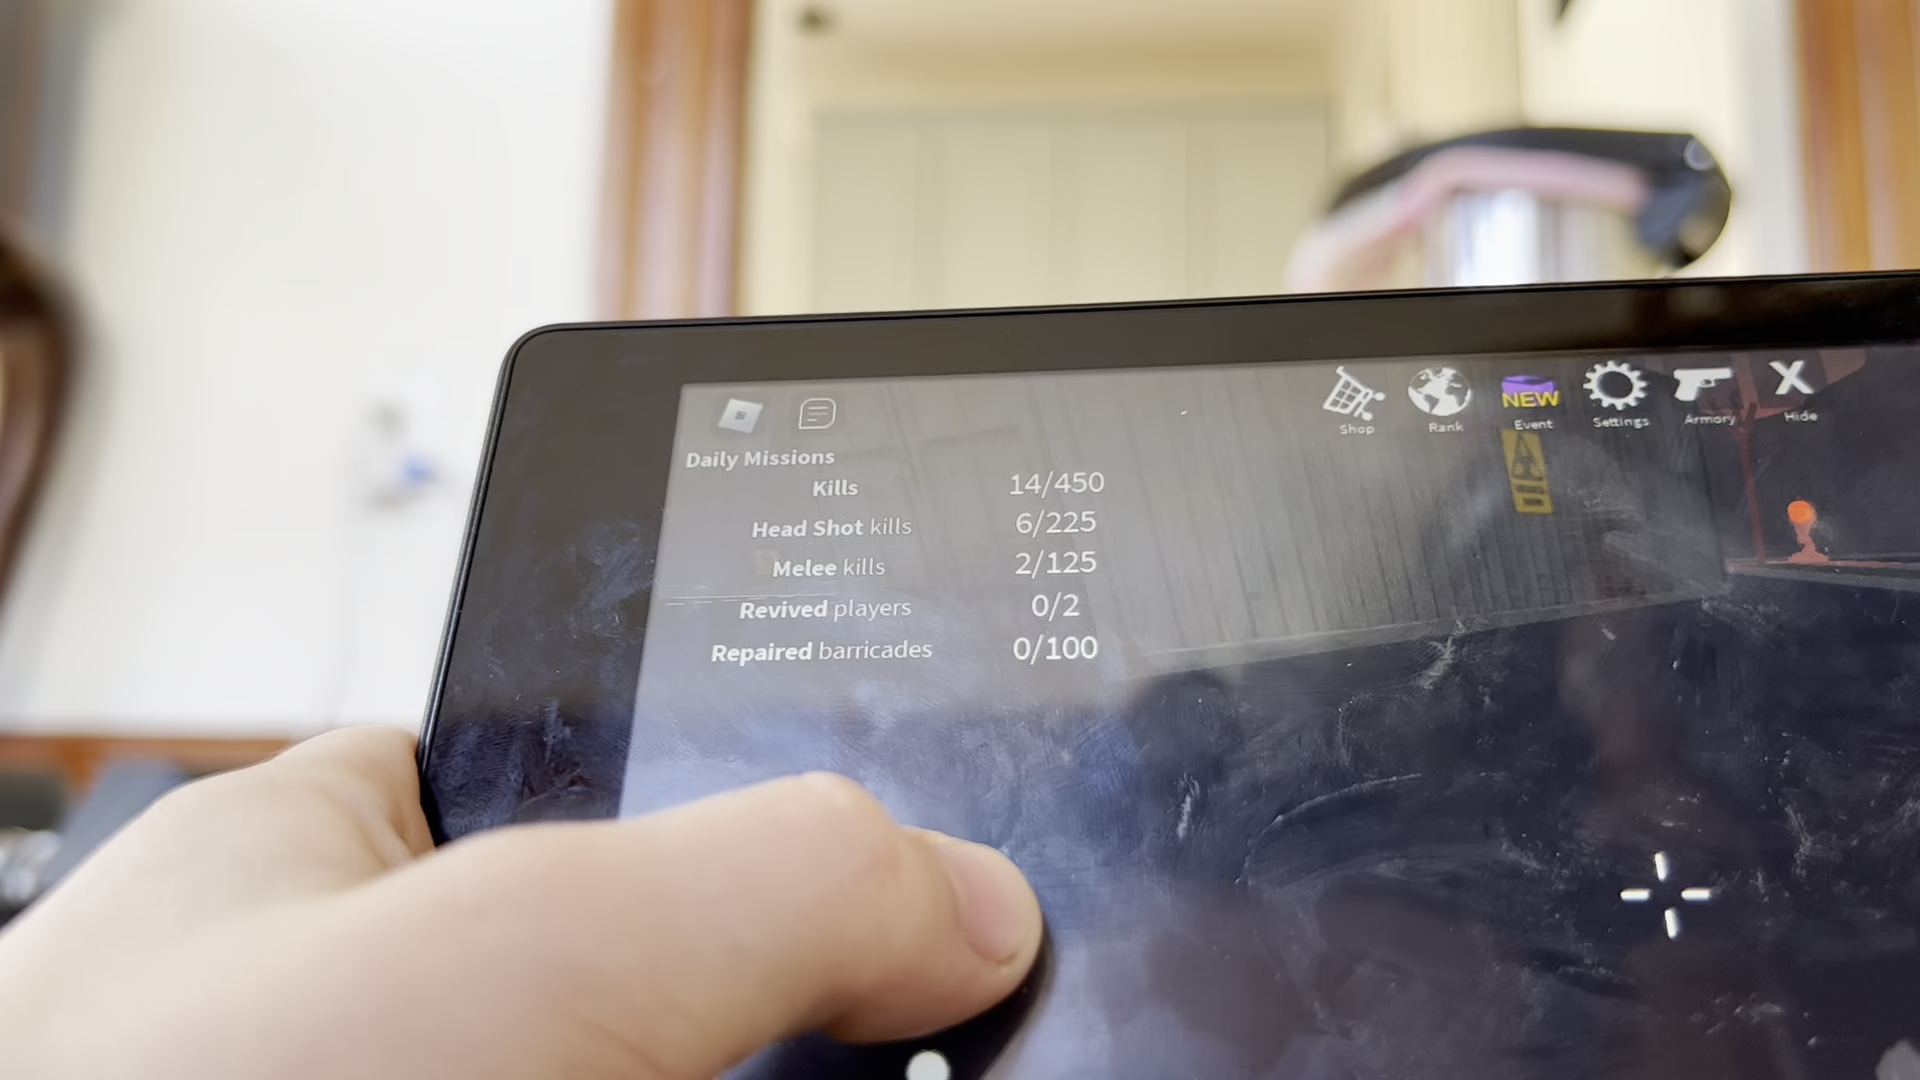 NEW
Shop Rank Event Settings Armory Hide
Daily Missions
Kills 14/450
Head Shot kills 6/225
Melee kills 2/125
Revived players 0/2
Repaired barricades 0/100